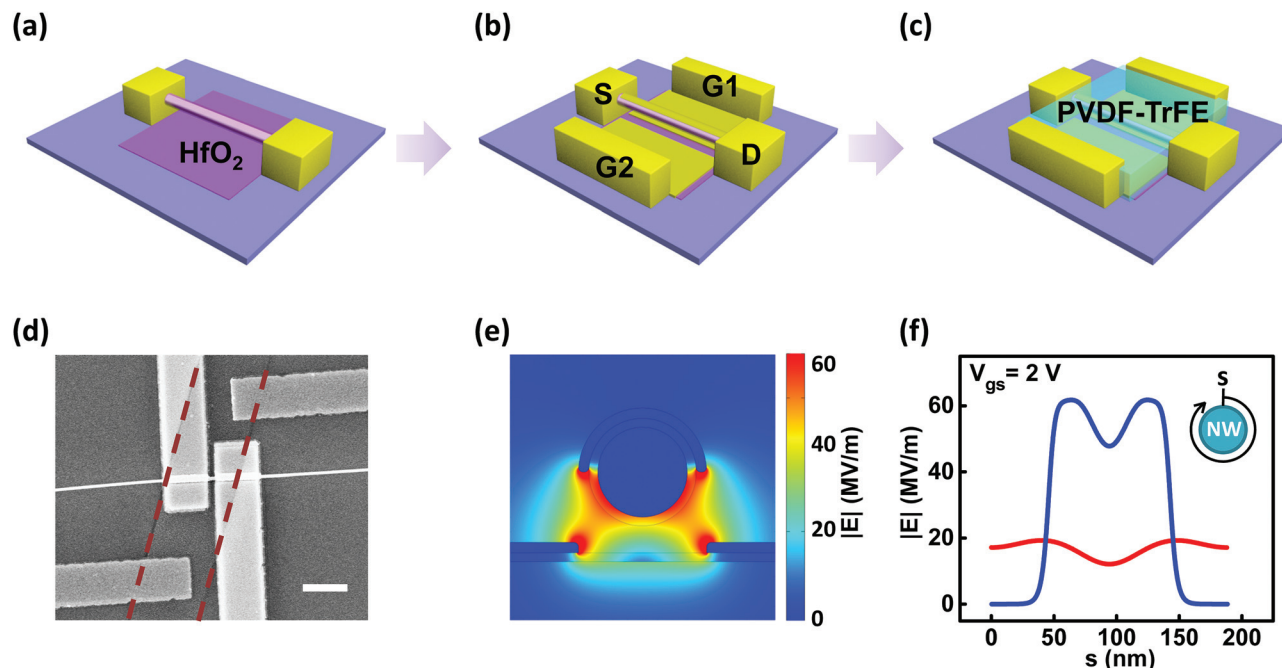 (a)
(b)
(c)
HfO₂
S
G1
G2
D
PVDF-TrFE
(d)
(e)
(f)
60
40
20
0
|E| (MV/m)
V_gs = 2 V
s
NW
60
40
20
0
|E| (MV/m)
0 50 100 150 200
s (nm)